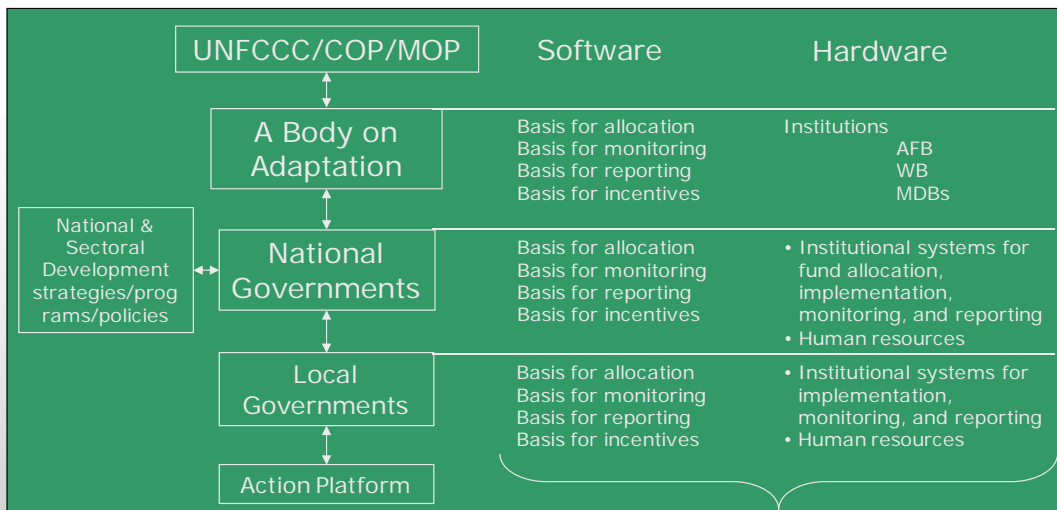 UNFCCC/COP/MOP
Software
Hardware
A Body on
Adaptation
Basis for allocation
Basis for monitoring
Basis for reporting
Basis for incentives
Institutions
AFB
WB
MDBs
National &
Sectoral
Development
strategies/prog
rams/policies
National
Governments
Basis for allocation
Basis for monitoring
Basis for reporting
Basis for incentives
• Institutional systems for
fund allocation,
implementation,
monitoring, and reporting
• Human resources
Local
Governments
Basis for allocation
Basis for monitoring
Basis for reporting
Basis for incentives
• Institutional systems for
implementation,
monitoring, and reporting
• Human resources
Action Platform